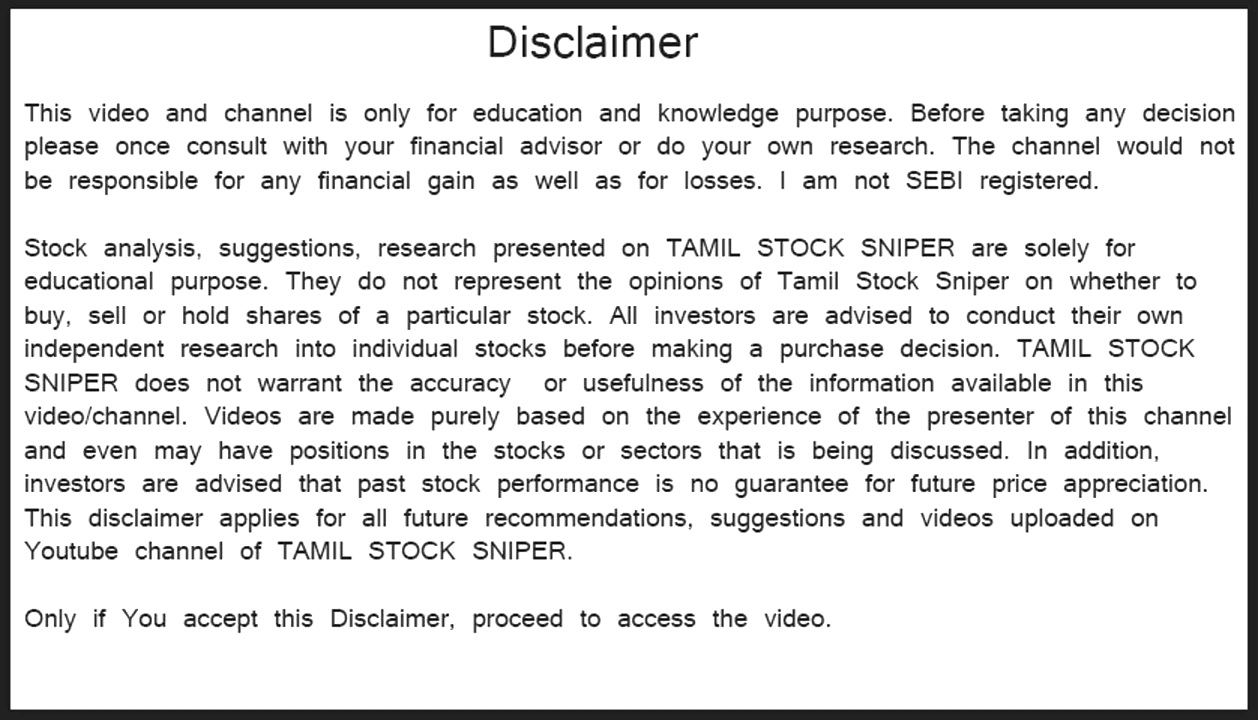 Disclaimer
This video and channel is only for education and knowledge purpose. Before taking any decision
please once consult with your financial advisor or do your own research. The channel would not
be responsible for any financial gain as well as for losses. I am not SEBI registered.
Stock analysis, suggestions, research presented on TAMIL STOCK SNIPER are solely for
educational purpose. They do not represent the opinions of Tamil Stock Sniper on whether to
buy, sell or hold shares of a particular stock. All investors are advised to conduct their own
independent research into individual stocks before making a purchase decision. TAMIL STOCK
SNIPER does not warrant the accuracy or usefulness of the information available in this
video/channel. Videos are made purely based on the experience of the presenter of this channel
and even may have positions in the stocks or sectors that is being discussed. In addition,
investors are advised that past stock performance is no guarantee for future price appreciation.
This disclaimer applies for all future recommendations, suggestions and videos uploaded on
Youtube channel of TAMIL STOCK SNIPER.
Only if You accept this Disclaimer, proceed to access the video.